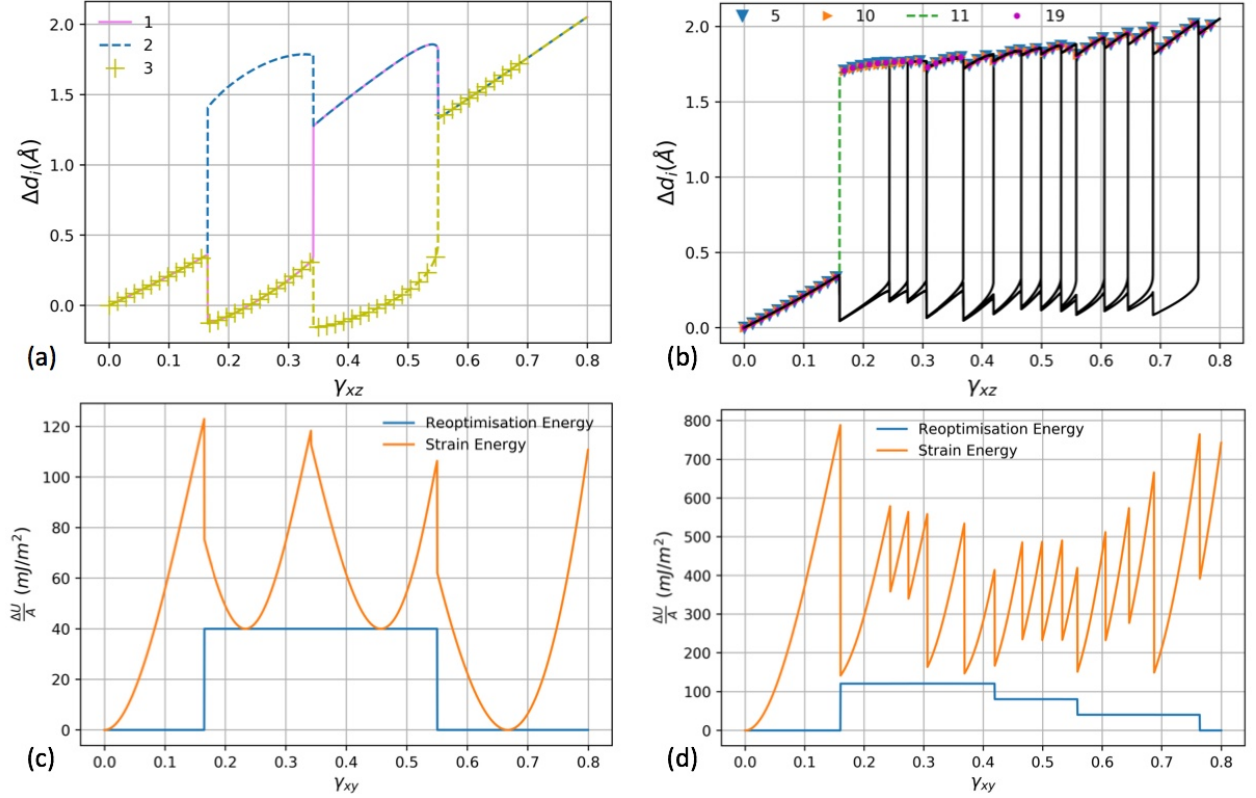 1
2
3
2.0
1.5
1.0
0.5
0.0
Δd_i(Å)
0.0 0.1 0.2 0.3 0.4 0.5 0.6 0.7 0.8
γ_xz
(a)
5 10 11 19
2.0
1.5
1.0
0.5
0.0
Δd_i(Å)
0.0 0.1 0.2 0.3 0.4 0.5 0.6 0.7 0.8
γ_xz
(b)
Reoptimisation Energy
Strain Energy
120
100
80
60
40
20
0
ΔU/A (mJ/m²)
0.0 0.1 0.2 0.3 0.4 0.5 0.6 0.7 0.8
γ_xy
(c)
Reoptimisation Energy
Strain Energy
800
700
600
500
400
300
200
100
0
ΔU/A (mJ/m²)
0.0 0.1 0.2 0.3 0.4 0.5 0.6 0.7 0.8
γ_xy
(d)